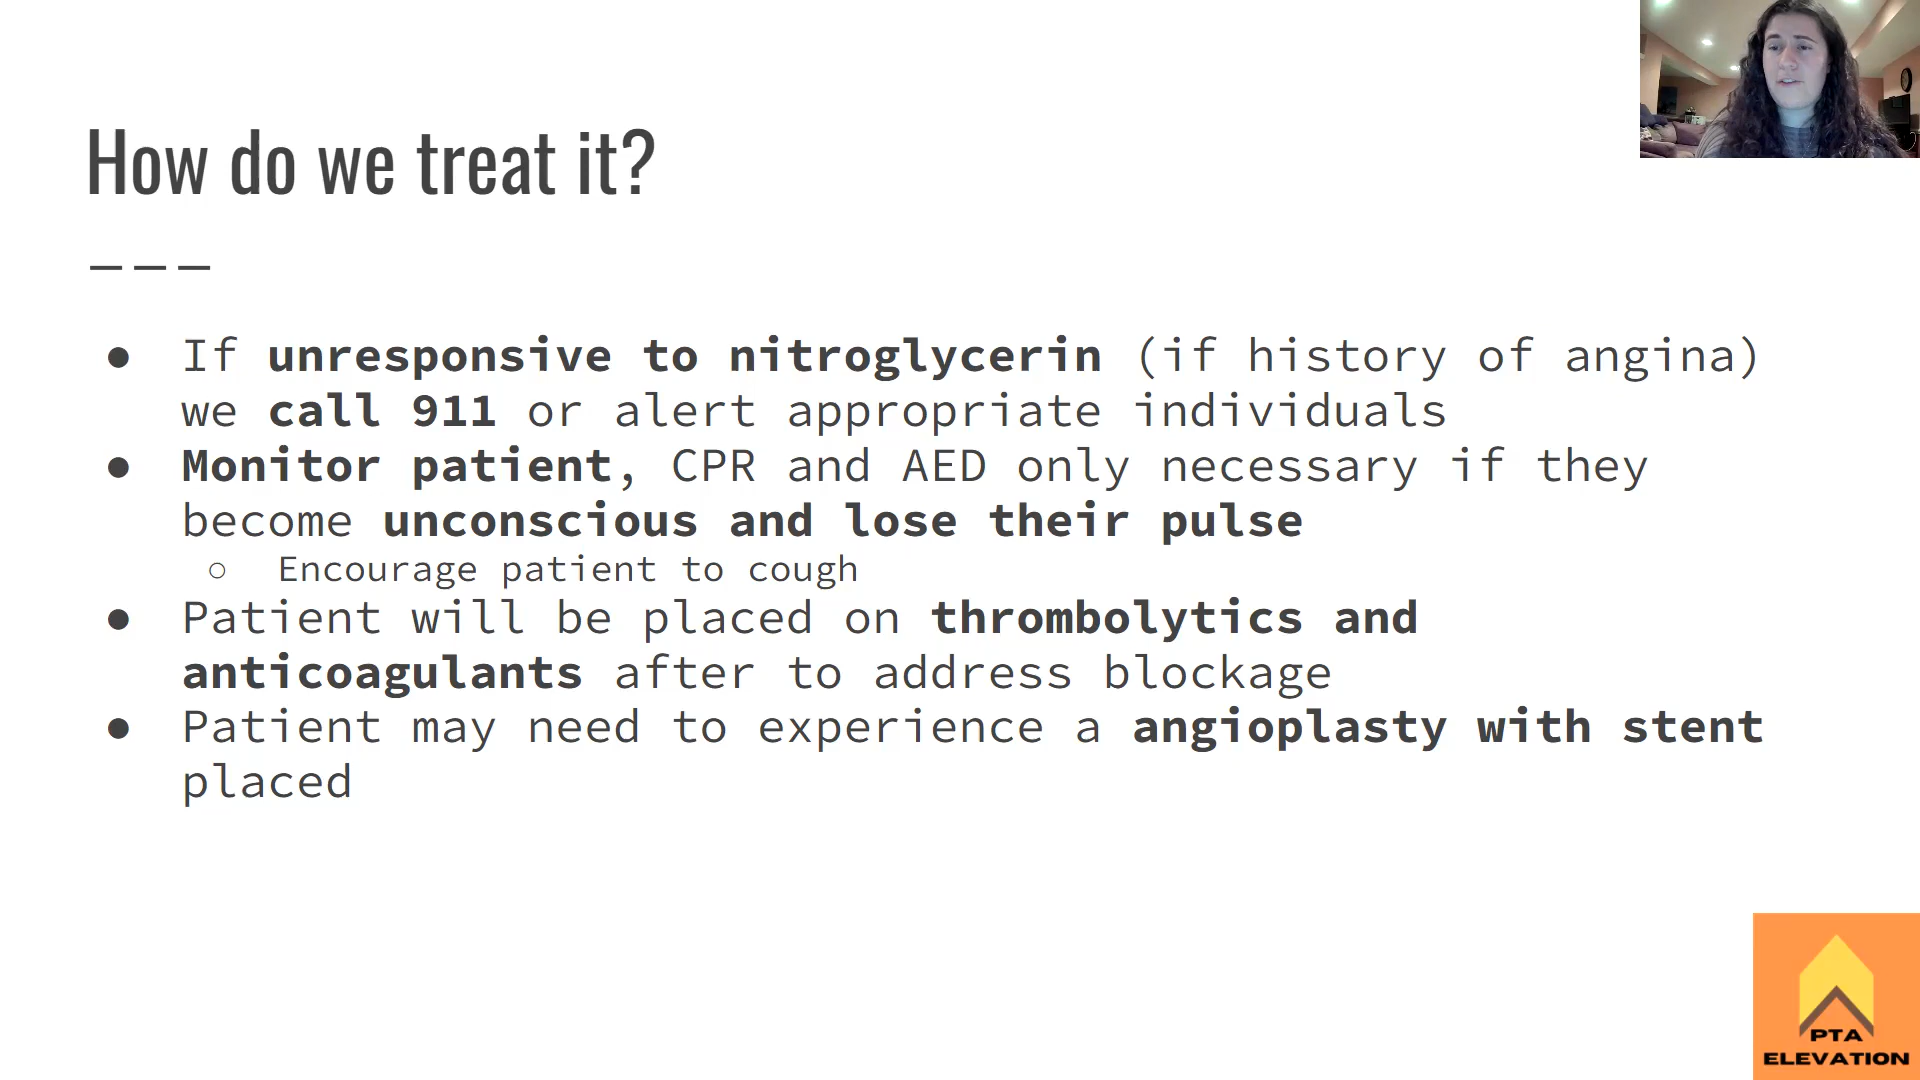 How do we treat it?
● If unresponsive to nitroglycerin (if history of angina)
we call 911 or alert appropriate individuals
● Monitor patient, CPR and AED only necessary if they
become unconscious and lose their pulse
○ Encourage patient to cough
● Patient will be placed on thrombolytics and
anticoagulants after to address blockage
● Patient may need to experience a angioplasty with stent
placed
PTA
ELEVATION